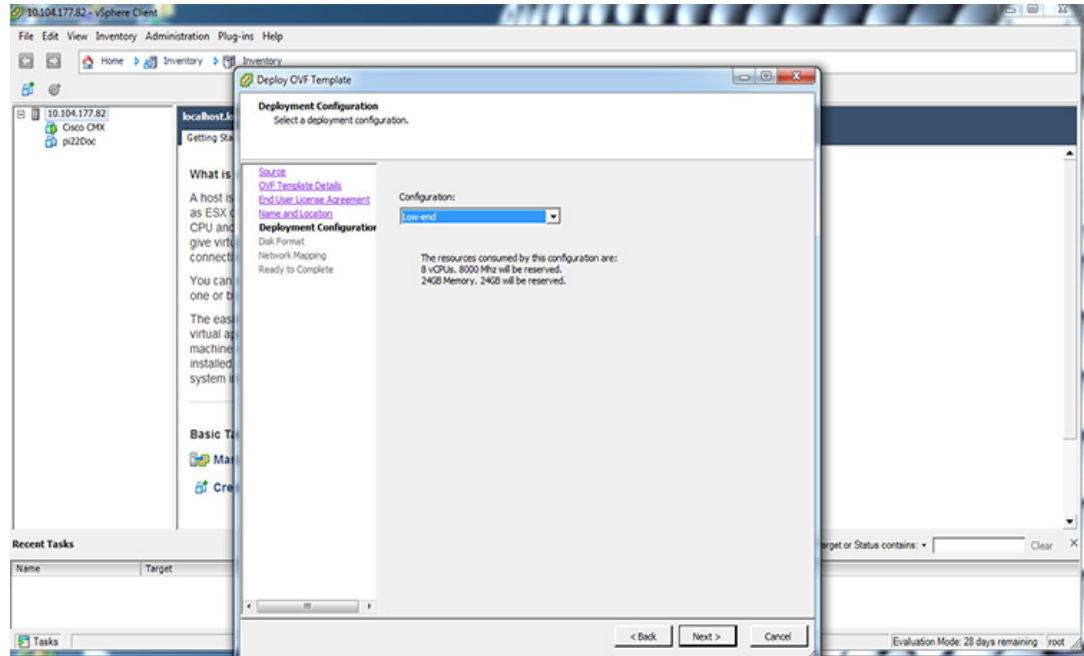 10.104.177.82 - vSphere Client
File Edit View Inventory Administration Plug-ins Help
Home Inventory Inventory
10.104.177.82
Cisco CMX
pi22Doc
Getting Sta
What is
A host is
as ESX
CPU and
give virtu
connecti
You can
one or b
The easi
virtual ap
machine
installed
system i
Basic Ta
Man
Cre
Deploy OVF Template
Deployment Configuration
Select a deployment configuration.
Source
OVF Template Details
End User License Agreement
Name and Location
Deployment Configuration
Disk Format
Network Mapping
Ready to Complete
Configuration:
Low-end
The resources consumed by this configuration are:
8 vCPUs. 8000 Mhz will be reserved.
24GB Memory. 24GB will be reserved.
< Back Next > Cancel
Recent Tasks
arget or Status contains: Clear
Name Target
Tasks
Evaluation Mode: 28 days remaining root